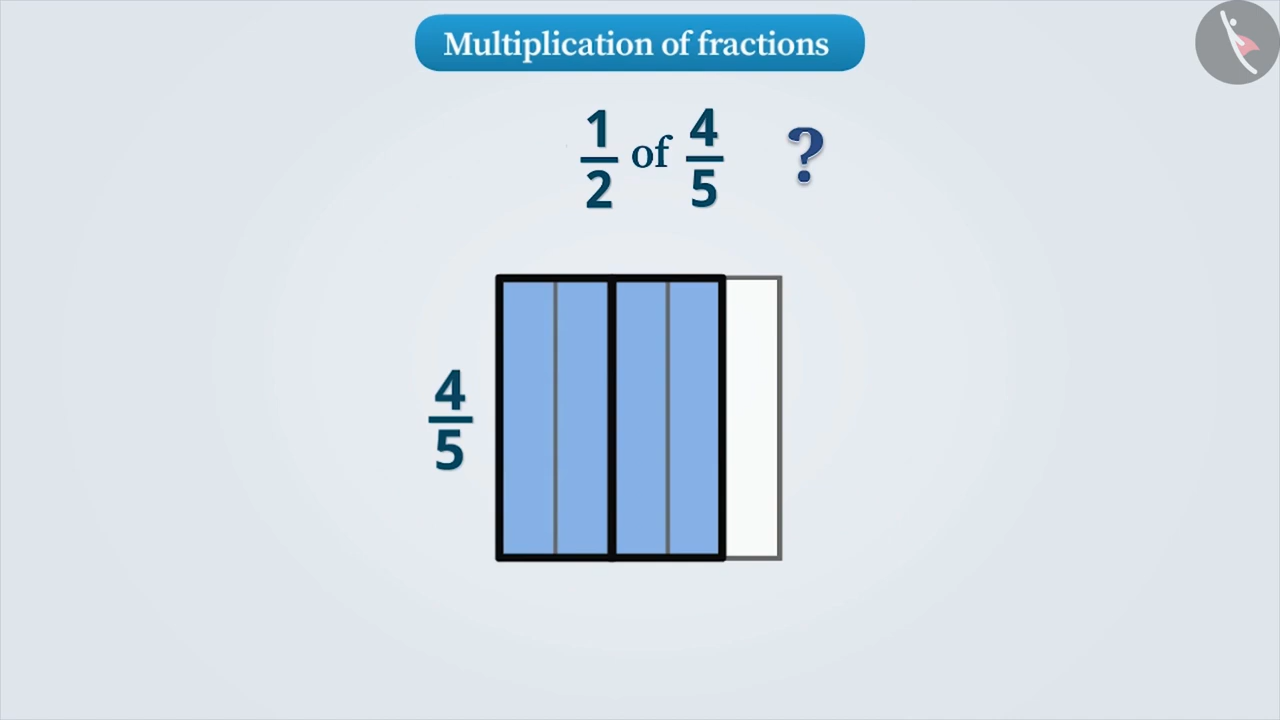 Multiplication of fractions
1/2 of 4/5 ?
4/5